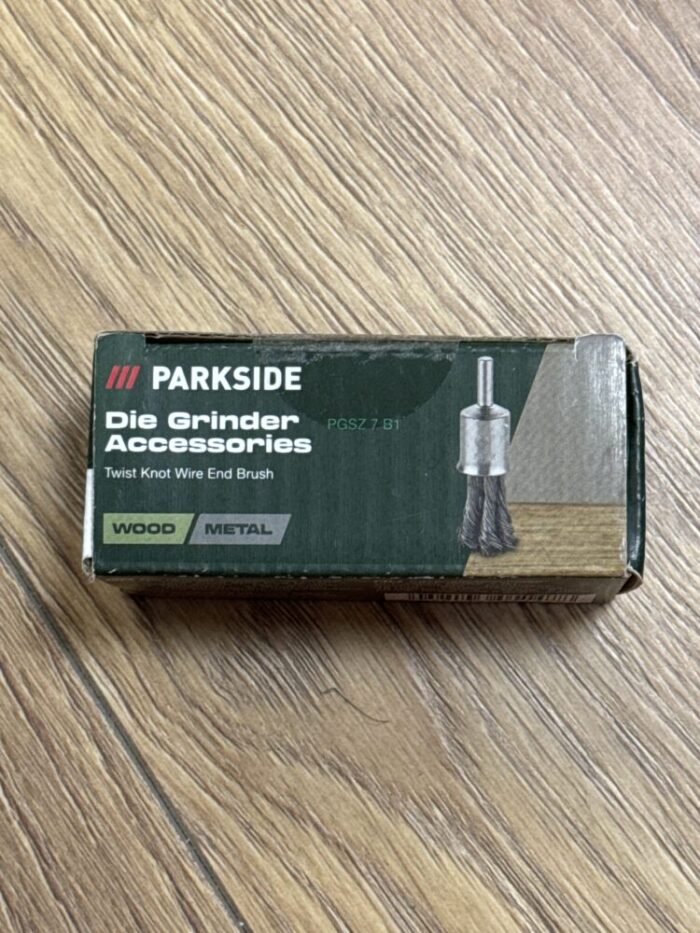 PARKSIDE
Die Grinder
Accessories
PGSZ 7 B1
Twist Knot Wire End Brush
WOOD METAL